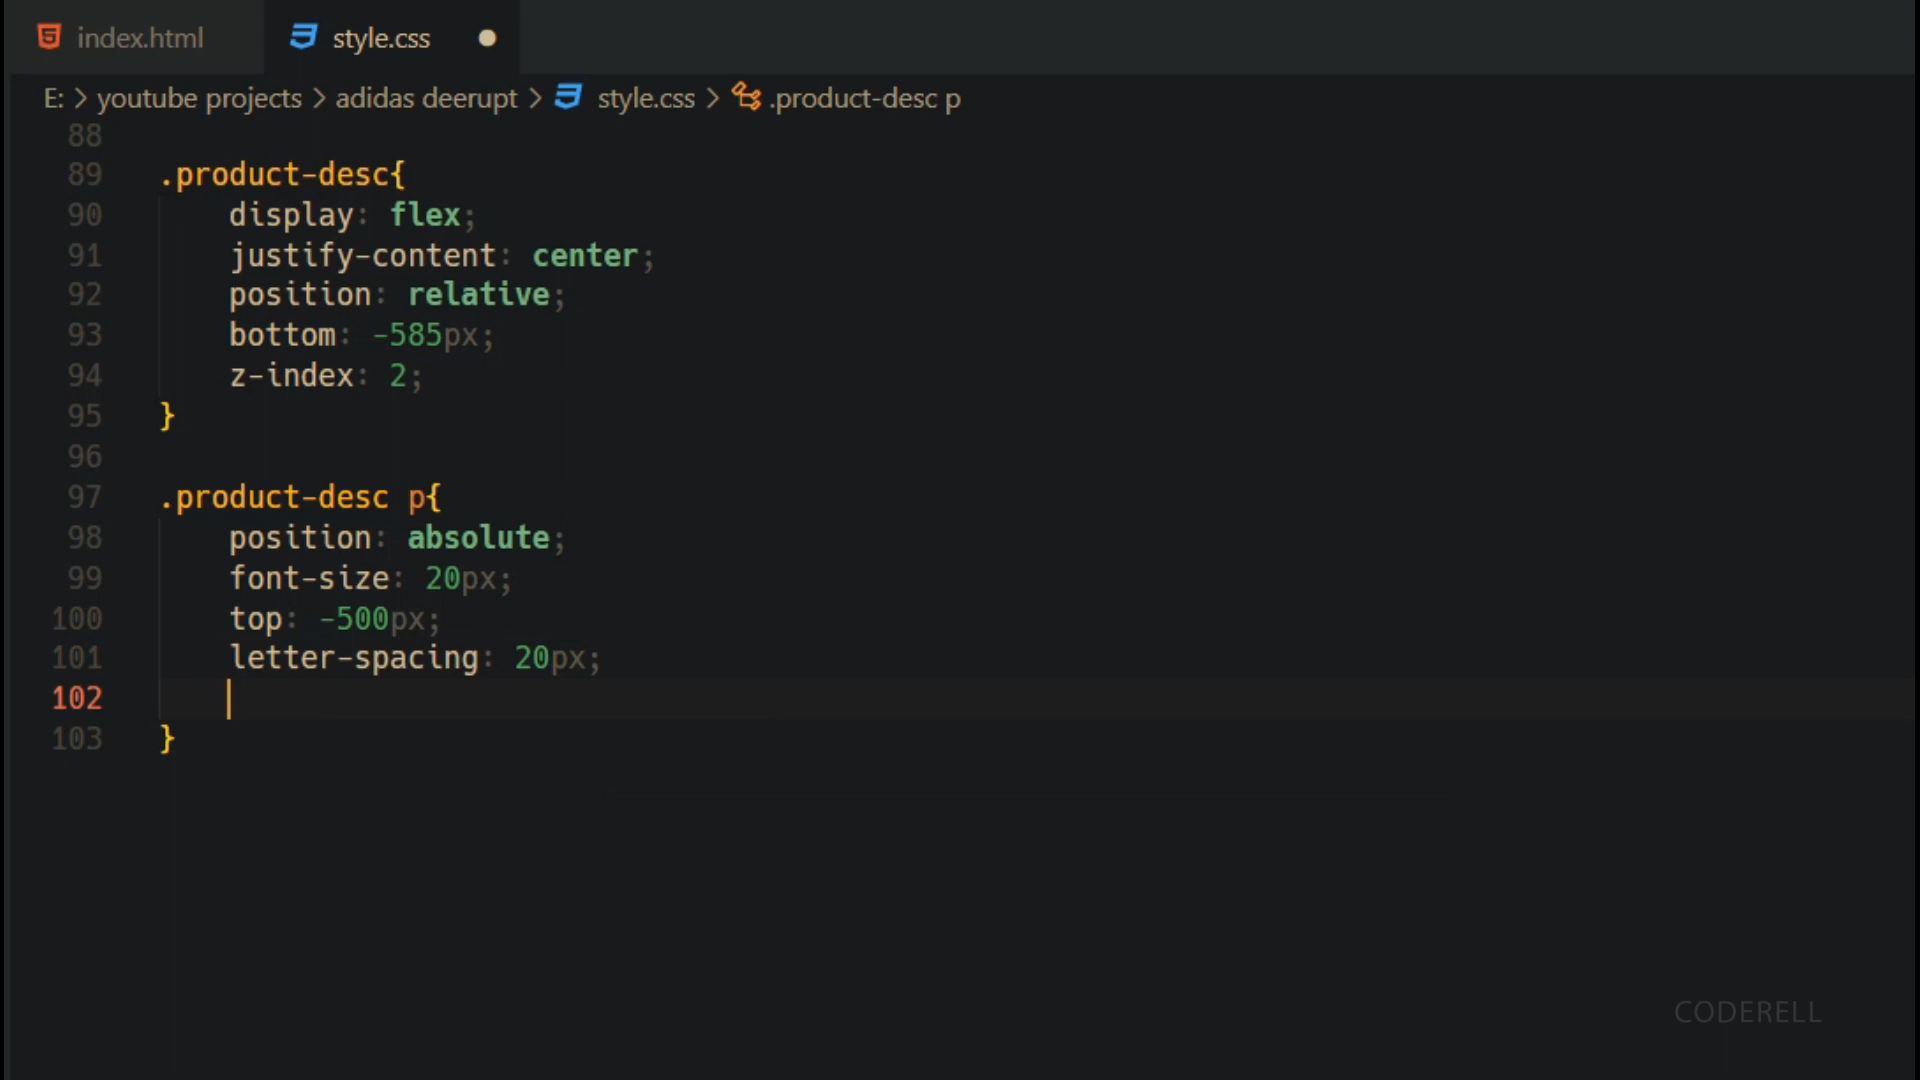 index.html style.css
E: > youtube projects > adidas deerupt > style.css > .product-desc p
88
89 .product-desc{
90 display: flex;
91 justify-content: center;
92 position: relative;
93 bottom: -585px;
94 z-index: 2;
95 }
96
97 .product-desc p{
98 position: absolute;
99 font-size: 20px;
100 top: -500px;
101 letter-spacing: 20px;
102
103 }
CODERELL